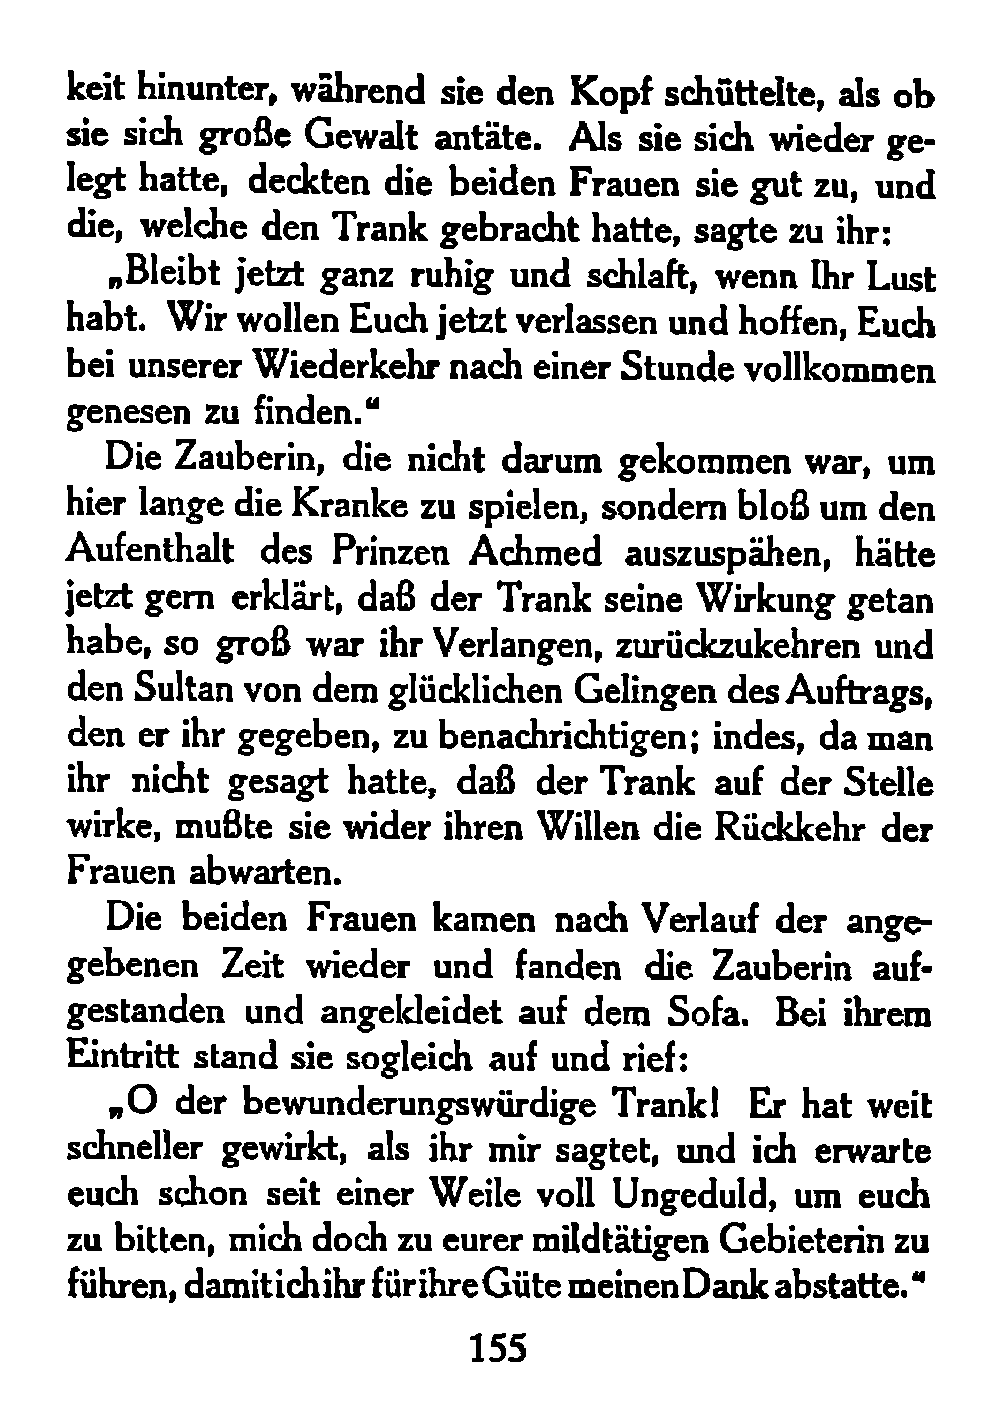 keit hinunter, während sie den Kopf schüttelte, als ob
sie sich große Gewalt antäte. Als sie sich wieder ge-
legt hatte, deckten die beiden Frauen sie gut zu, und
die, welche den Trank gebracht hatte, sagte zu ihr:
„Bleibt jetzt ganz ruhig und schlaft, wenn Ihr Lust
habt. Wir wollen Euch jetzt verlassen und hoffen, Euch
bei unserer Wiederkehr nach einer Stunde vollkommen
genesen zu finden.“
Die Zauberin, die nicht darum gekommen war, um
hier lange die Kranke zu spielen, sondern bloß um den
Aufenthalt des Prinzen Achmed auszuspähen, hätte
jetzt gern erklärt, daß der Trank seine Wirkung getan
habe, so groß war ihr Verlangen, zurückzukehren und
den Sultan von dem glücklichen Gelingen des Auftrags,
den er ihr gegeben, zu benachrichtigen; indes, da man
ihr nicht gesagt hatte, daß der Trank auf der Stelle
wirke, mußte sie wider ihren Willen die Rückkehr der
Frauen abwarten.
Die beiden Frauen kamen nach Verlauf der ange-
gebenen Zeit wieder und fanden die Zauberin auf-
gestanden und angekleidet auf dem Sofa. Bei ihrem
Eintritt stand sie sogleich auf und rief:
„O der bewunderungswürdige Trank! Er hat weit
schneller gewirkt, als ihr mir sagtet, und ich erwarte
euch schon seit einer Weile voll Ungeduld, um euch
zu bitten, mich doch zu eurer mildtätigen Gebieterin zu
führen, damit ich ihr für ihre Güte meinen Dank abstatte.“
155